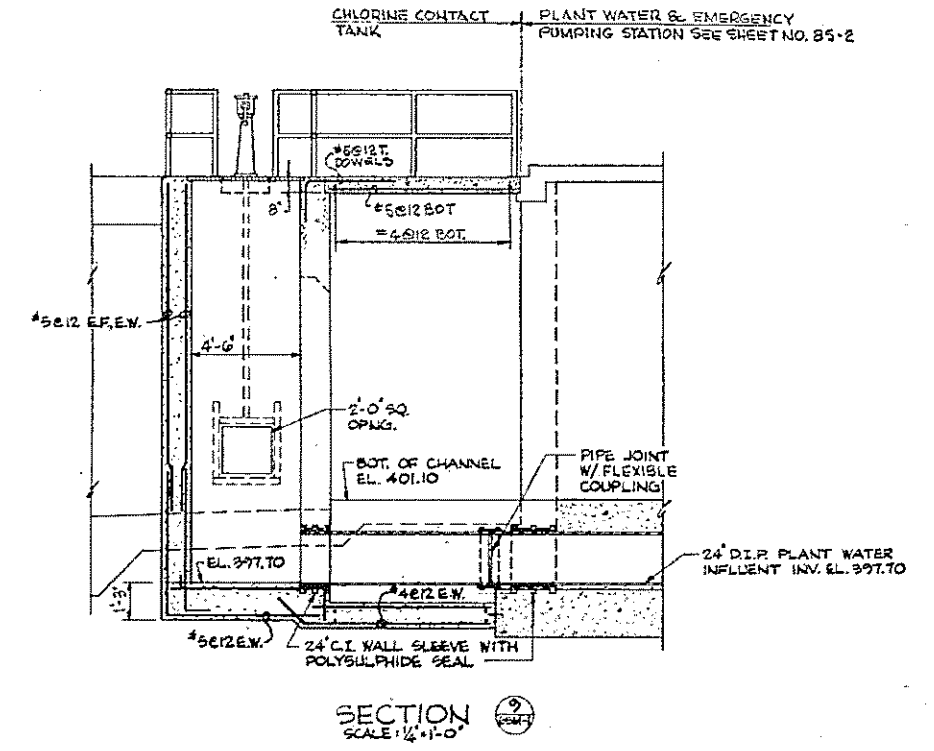 CHLORINE CONTACT
TANK
PLANT WATER & EMERGENCY
PUMPING STATION SEE SHEET NO. 85-2
#5@12 T.
DOWELS
8"
#5@12 BOT
#4@12 BOT.
#5@12 E.F., E.W.
4'-6"
2'-0" SQ.
OPNG.
BOT. OF CHANNEL
EL. 401.10
PIPE JOINT
W/ FLEXIBLE
COUPLING
EL. 397.70
24" D.I.P. PLANT WATER
INFLUENT INV. EL. 397.70
1'-3"
#4@12 E.W.
#5@12 E.W.
24" C.I. WALL SLEEVE WITH
POLYSULPHIDE SEAL
SECTION
9
SCALE: 1/4"=1'-0"